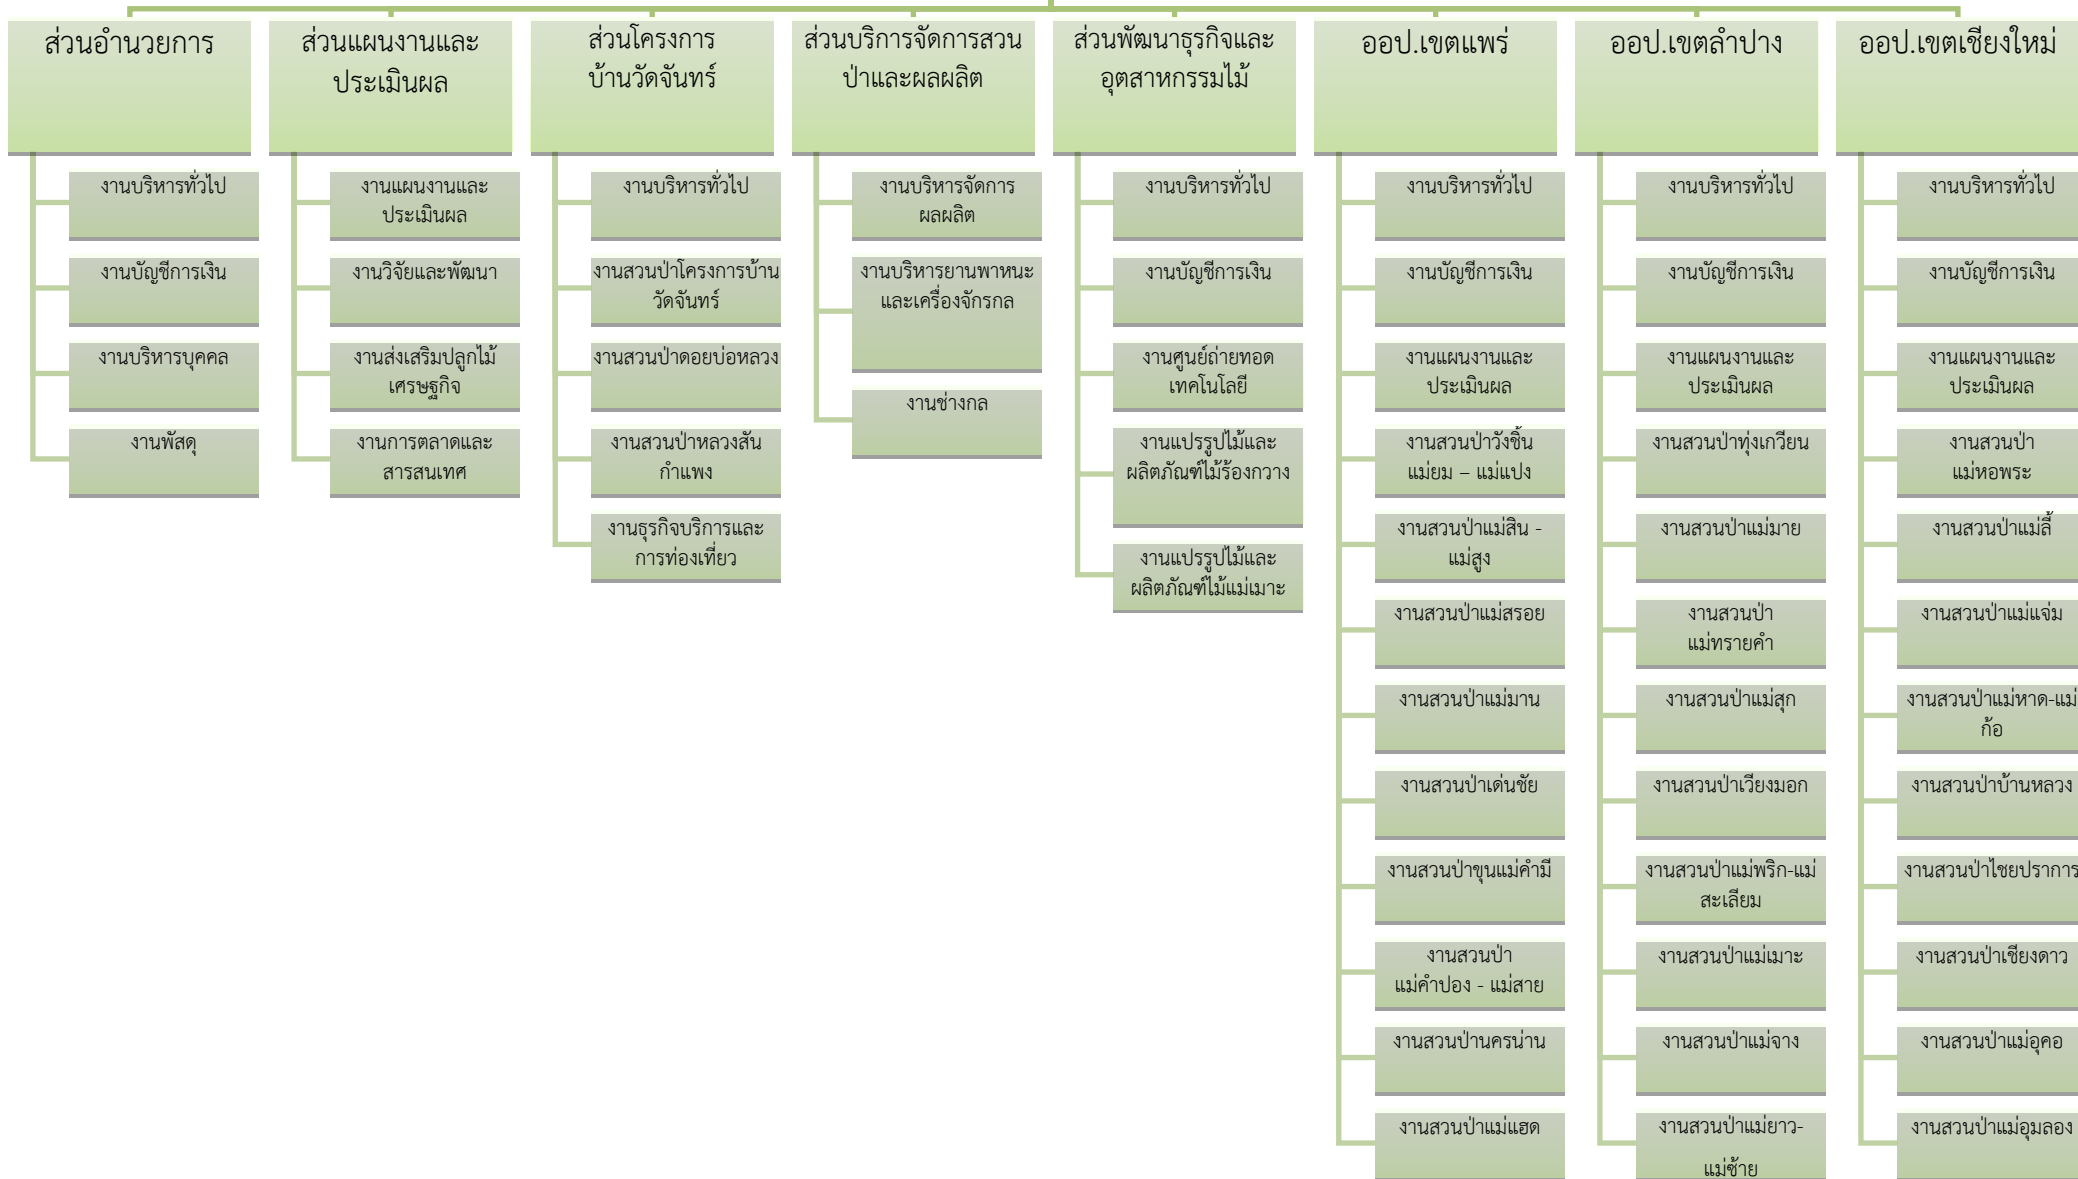 ส่วนอำนวยการ
งานบริหารทั่วไป
งานบัญชีการเงิน
งานบริหารบุคคล
งานพัสดุ
ส่วนแผนงานและ
ประเมินผล
งานแผนงานและ
ประเมินผล
งานวิจัยและพัฒนา
งานส่งเสริมปลูกไม้
เศรษฐกิจ
งานการตลาดและ
สารสนเทศ
ส่วนโครงการ
บ้านวัดจันทร์
งานบริหารทั่วไป
งานสวนป่าโครงการบ้าน
วัดจันทร์
งานสวนป่าดอยบ่อหลวง
งานสวนป่าหลวงสัน
กำแพง
งานธุรกิจบริการและ
การท่องเที่ยว
ส่วนบริการจัดการสวน
ป่าและผลผลิต
งานบริหารจัดการ
ผลผลิต
งานบริหารยานพาหนะ
และเครื่องจักรกล
งานช่างกล
ส่วนพัฒนาธุรกิจและ
อุตสาหกรรมไม้
งานบริหารทั่วไป
งานบัญชีการเงิน
งานศูนย์ถ่ายทอด
เทคโนโลยี
งานแปรรูปไม้และ
ผลิตภัณฑ์ไม้ร้องกวาง
งานแปรรูปไม้และ
ผลิตภัณฑ์ไม้แม่เมาะ
ออป.เขตแพร่
งานบริหารทั่วไป
งานบัญชีการเงิน
งานแผนงานและ
ประเมินผล
งานสวนป่าวังชิ้น
แม่ยม – แม่แปง
งานสวนป่าแม่สิน -
แม่สูง
งานสวนป่าแม่สรอย
งานสวนป่าแม่มาน
งานสวนป่าเด่นชัย
งานสวนป่าขุนแม่คำมี
งานสวนป่า
แม่คำปอง - แม่สาย
งานสวนป่านครน่าน
งานสวนป่าแม่แฮด
ออป.เขตลำปาง
งานบริหารทั่วไป
งานบัญชีการเงิน
งานแผนงานและ
ประเมินผล
งานสวนป่าทุ่งเกวียน
งานสวนป่าแม่มาย
งานสวนป่า
แม่ทรายคำ
งานสวนป่าแม่สุก
งานสวนป่าเวียงมอก
งานสวนป่าแม่พริก-แม่
สะเลียม
งานสวนป่าแม่เมาะ
งานสวนป่าแม่จาง
งานสวนป่าแม่ยาว-
แม่ซ้าย
ออป.เขตเชียงใหม่
งานบริหารทั่วไป
งานบัญชีการเงิน
งานแผนงานและ
ประเมินผล
งานสวนป่า
แม่หอพระ
งานสวนป่าแม่ลี้
งานสวนป่าแม่แจ่ม
งานสวนป่าแม่หาด-แม่
ก้อ
งานสวนป่าบ้านหลวง
งานสวนป่าไชยปราการ
งานสวนป่าเชียงดาว
งานสวนป่าแม่อุคอ
งานสวนป่าแม่อุมลอง